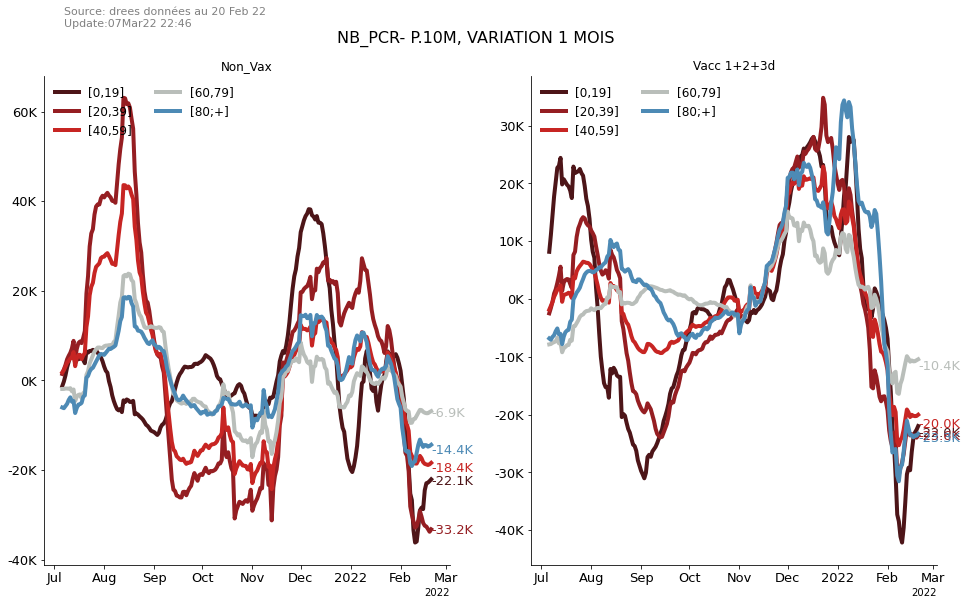 Source: drees données au 20 Feb 22
Update:07Mar22 22:46
NB_PCR- P.10M, VARIATION 1 MOIS
Non_Vax
[0,19] [60,79]
[20,39] [80;+]
[40,59]
60K
40K
20K
0K
-20K
-40K
-6.9K
-14.4K
-18.4K
-22.1K
-33.2K
Jul Aug Sep Oct Nov Dec 2022 Feb Mar
2022
Vacc 1+2+3d
[0,19] [60,79]
[20,39] [80;+]
[40,59]
30K
20K
10K
0K
-10K
-20K
-30K
-40K
-10.4K
-20.0K
Jul Aug Sep Oct Nov Dec 2022 Feb Mar
2022